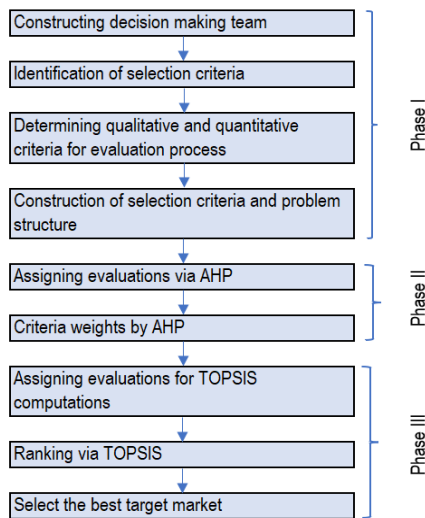 Constructing decision making team
Identification of selection criteria
Determining qualitative and quantitative
criteria for evaluation process
Construction of selection criteria and problem
structure
Phase I
Assigning evaluations via AHP
Criteria weights by AHP
Phase II
Assigning evaluations for TOPSIS
computations
Ranking via TOPSIS
Select the best target market
Phase III